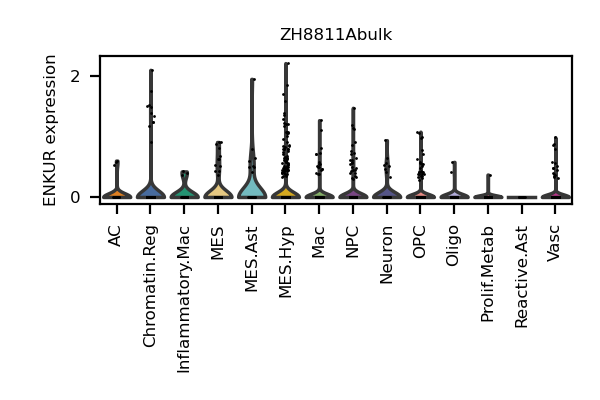 ZH8811Abulk
ENKUR expression
2
0
AC
Chromatin.Reg
Inflammatory.Mac
MES
MES.Ast
MES.Hyp
Mac
NPC
Neuron
OPC
Oligo
Prolif.Metab
Reactive.Ast
Vasc